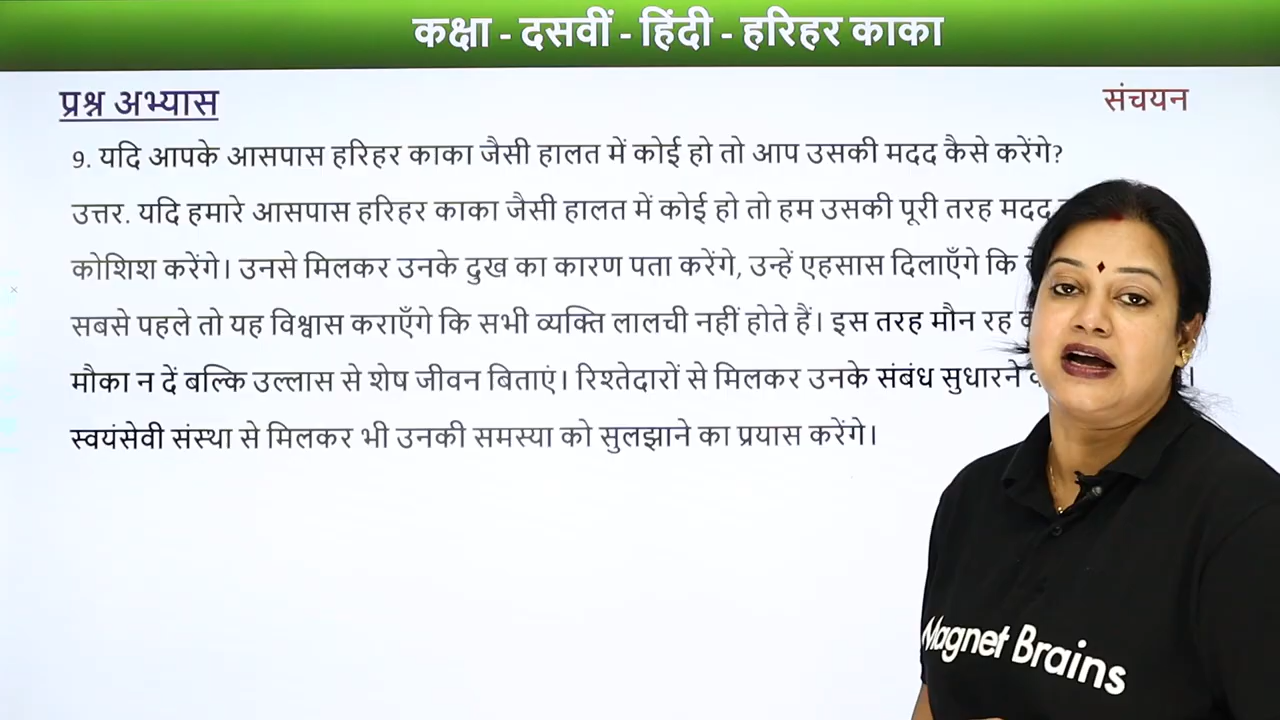 कक्षा - दसवीं - हिंदी - हरिहर काका
प्रश्न अभ्यास
संचयन
9. यदि आपके आसपास हरिहर काका जैसी हालत में कोई हो तो आप उसकी मदद कैसे करेंगे?
उत्तर. यदि हमारे आसपास हरिहर काका जैसी हालत में कोई हो तो हम उसकी पूरी तरह मदद
कोशिश करेंगे। उनसे मिलकर उनके दुख का कारण पता करेंगे, उन्हें एहसास दिलाएँगे कि
सबसे पहले तो यह विश्वास कराएँगे कि सभी व्यक्ति लालची नहीं होते हैं। इस तरह मौन रह
मौका न दें बल्कि उल्लास से शेष जीवन बिताएं। रिश्तेदारों से मिलकर उनके संबंध सुधारने
स्वयंसेवी संस्था से मिलकर भी उनकी समस्या को सुलझाने का प्रयास करेंगे।
Magnet Brains